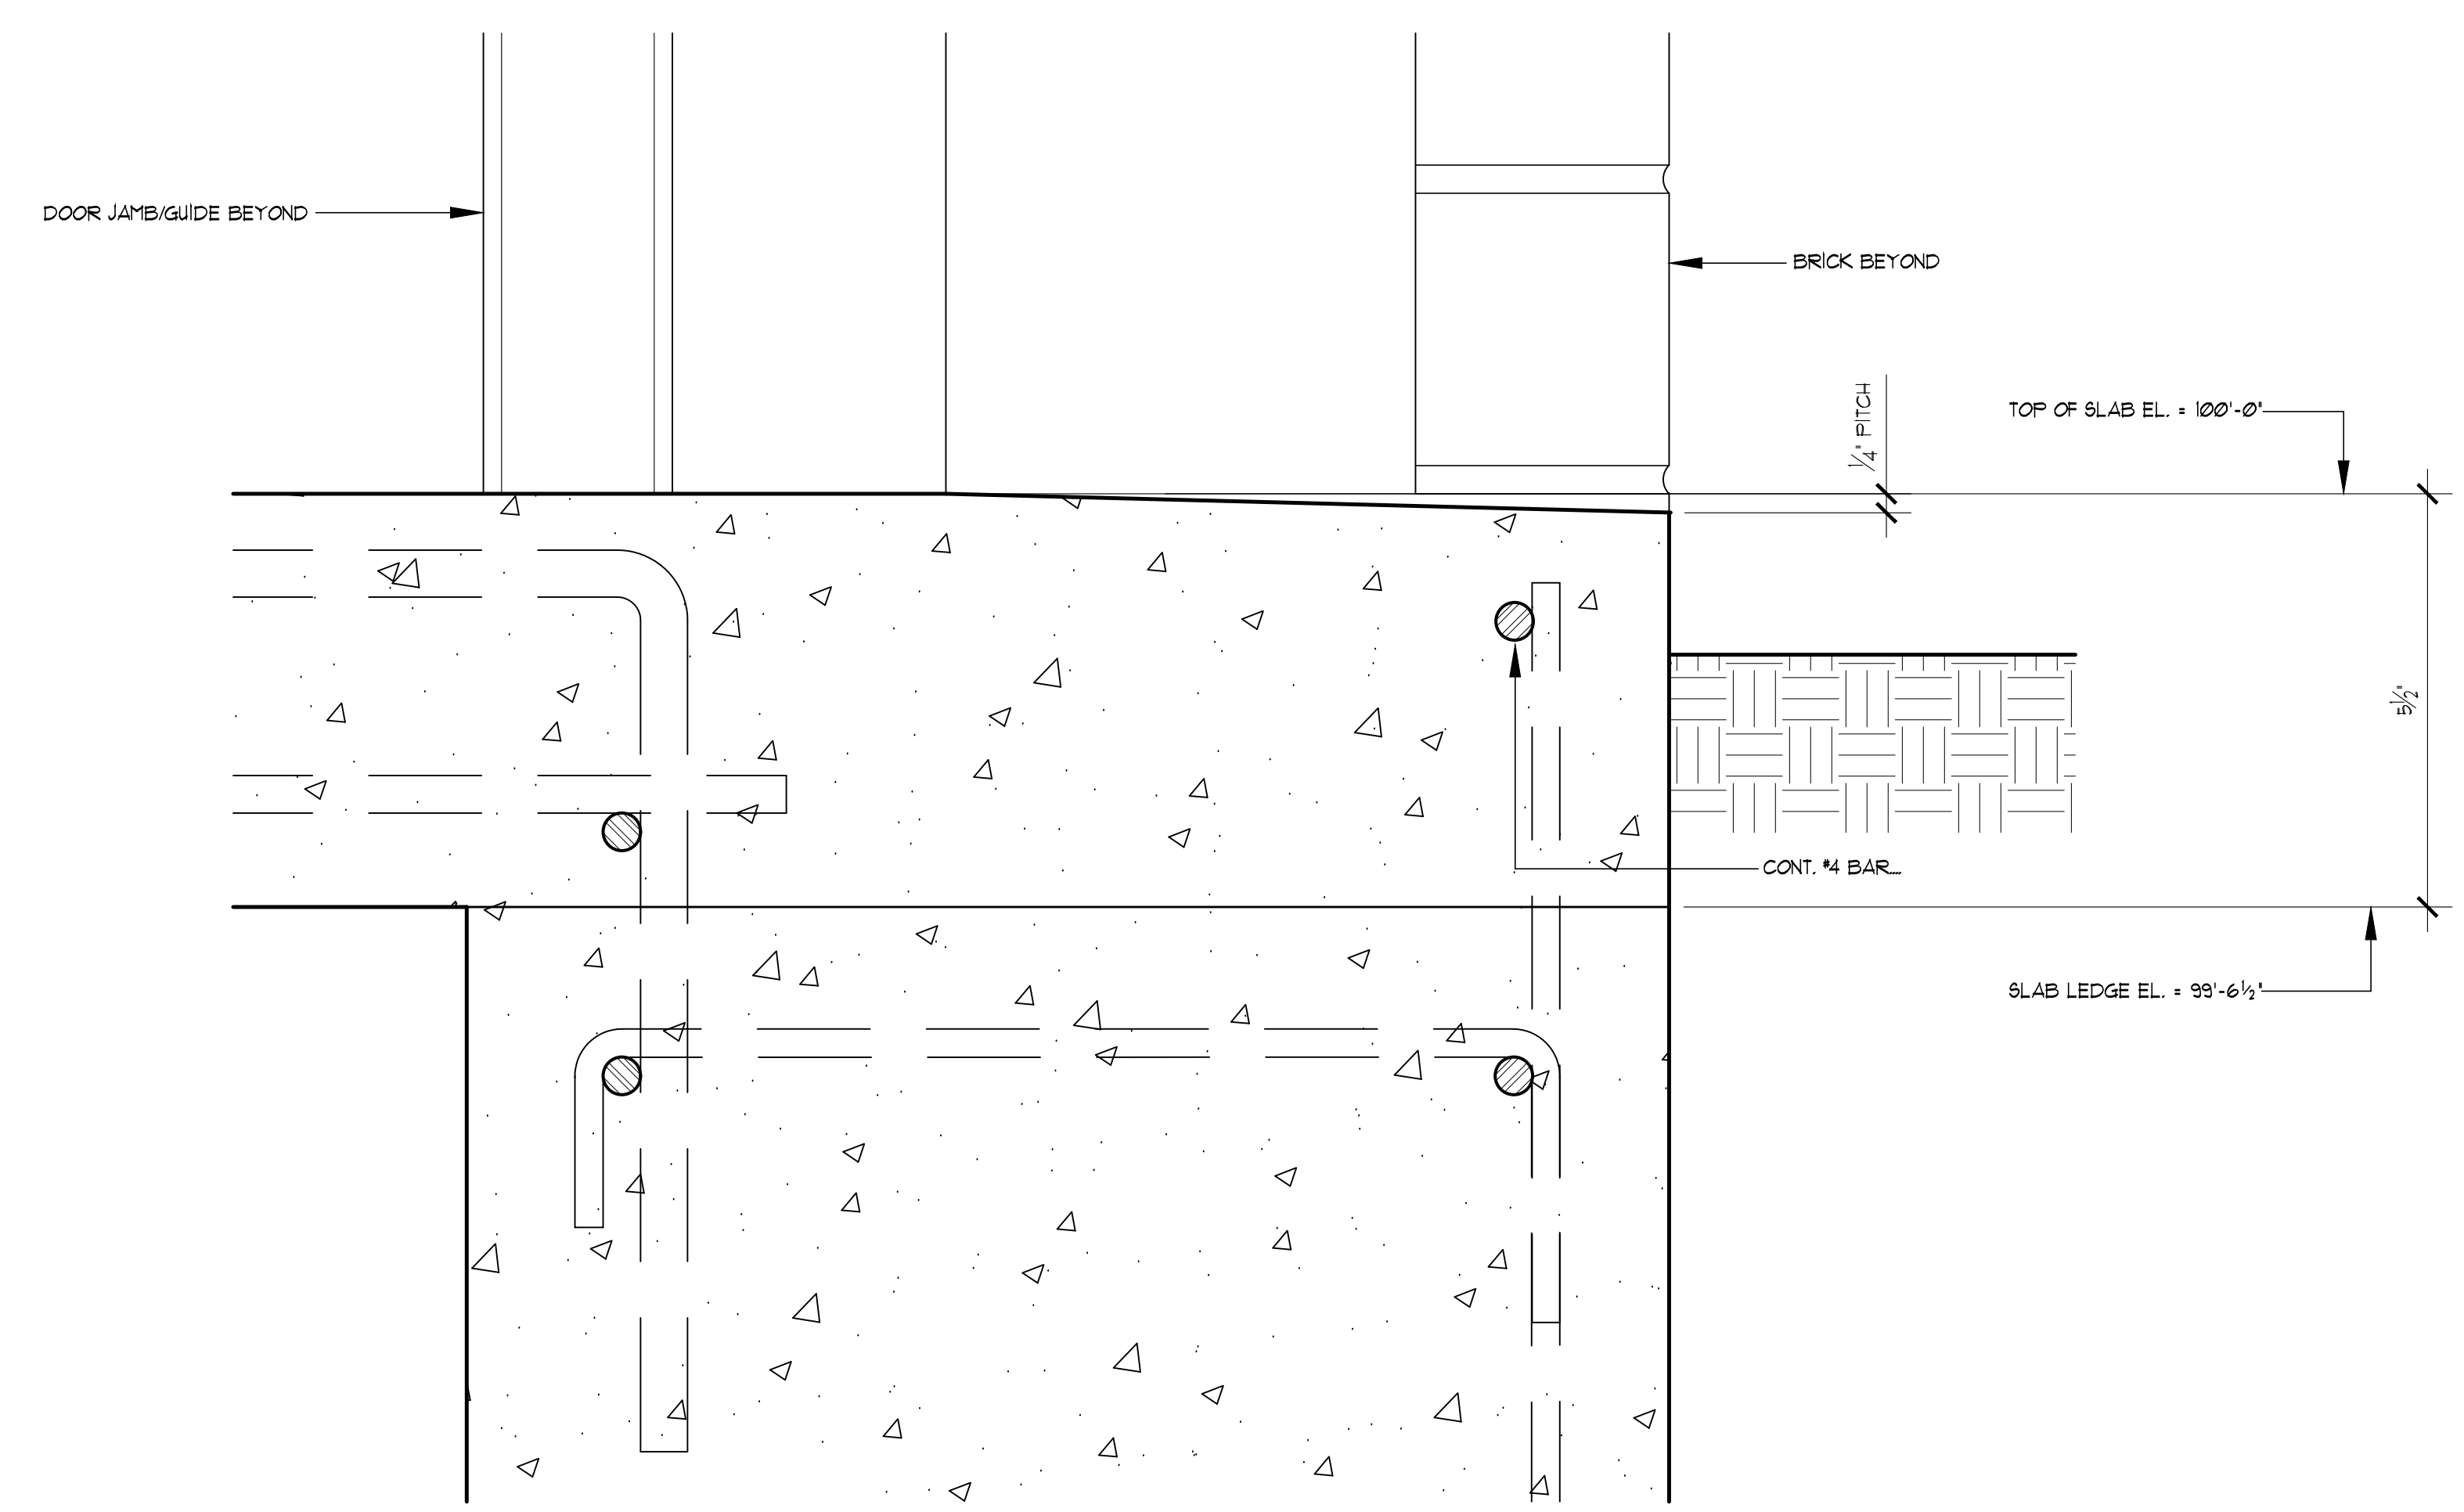 DOOR JAMB/GUIDE BEYOND
BRICK BEYOND
1/4" PITCH
TOP OF SLAB EL. = 100'-0"
5 1/2"
CONT. #4 BAR....
SLAB LEDGE EL. = 99'-6 1/2"